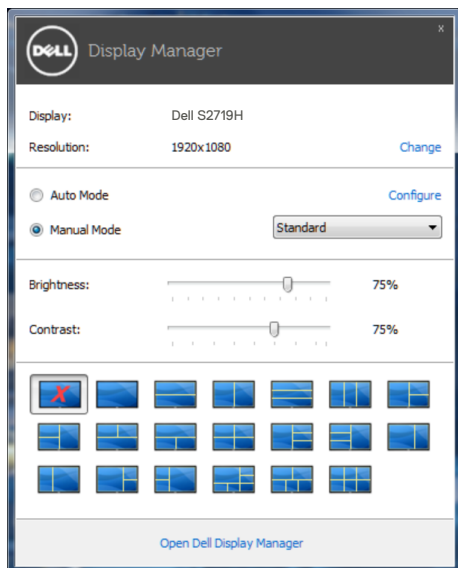 x
DELL Display Manager
Display: Dell S2719H
Resolution: 1920x1080 Change
Auto Mode Configure
Manual Mode Standard
Brightness: 75%
Contrast: 75%
X
Open Dell Display Manager